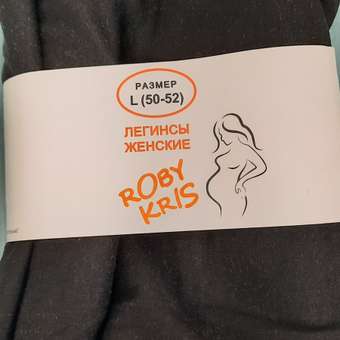 РАЗМЕР
L (50-52)
ЛЕГИНСЫ
ЖЕНСКИЕ
ROBY
KRIS